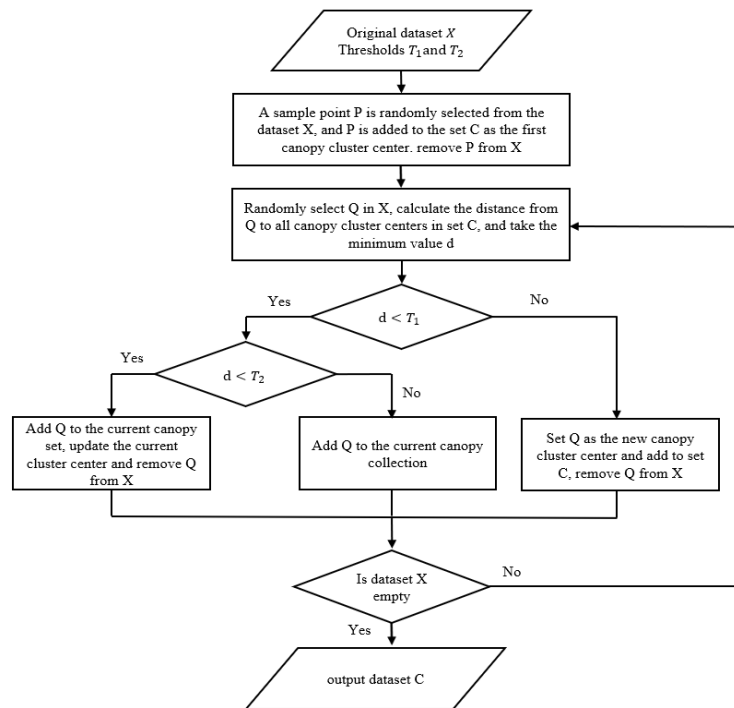 Original dataset X
Thresholds T₁ and T₂
A sample point P is randomly selected from the
dataset X, and P is added to the set C as the first
canopy cluster center. remove P from X
Randomly select Q in X, calculate the distance from
Q to all canopy cluster centers in set C, and take the
minimum value d
Yes
d < T₁
No
Yes
d < T₂
No
Add Q to the current canopy
set, update the current
cluster center and remove Q
from X
Add Q to the current canopy
collection
Set Q as the new canopy
cluster center and add to set
C, remove Q from X
Is dataset X
empty
No
Yes
output dataset C